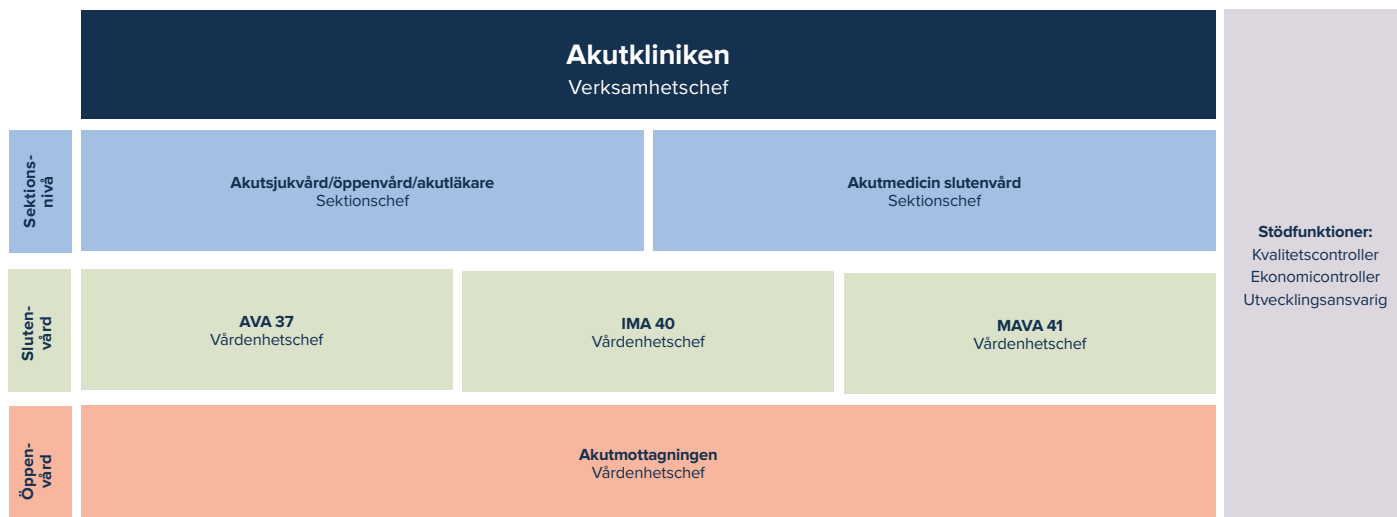 Akutkliniken
Verksamhetschef
Sektions-
nivå
Akutsjukvård/öppenvård/akutläkare
Sektionschef
Akutmedicin slutenvård
Sektionschef
Sluten-
vård
AVA 37
Vårdenhetschef
IMA 40
Vårdenhetschef
MAVA 41
Vårdenhetschef
Öppen-
vård
Akutmottagningen
Vårdenhetschef
Stödfunktioner:
Kvalitetscontroller
Ekonomicontroller
Utvecklingsansvarig